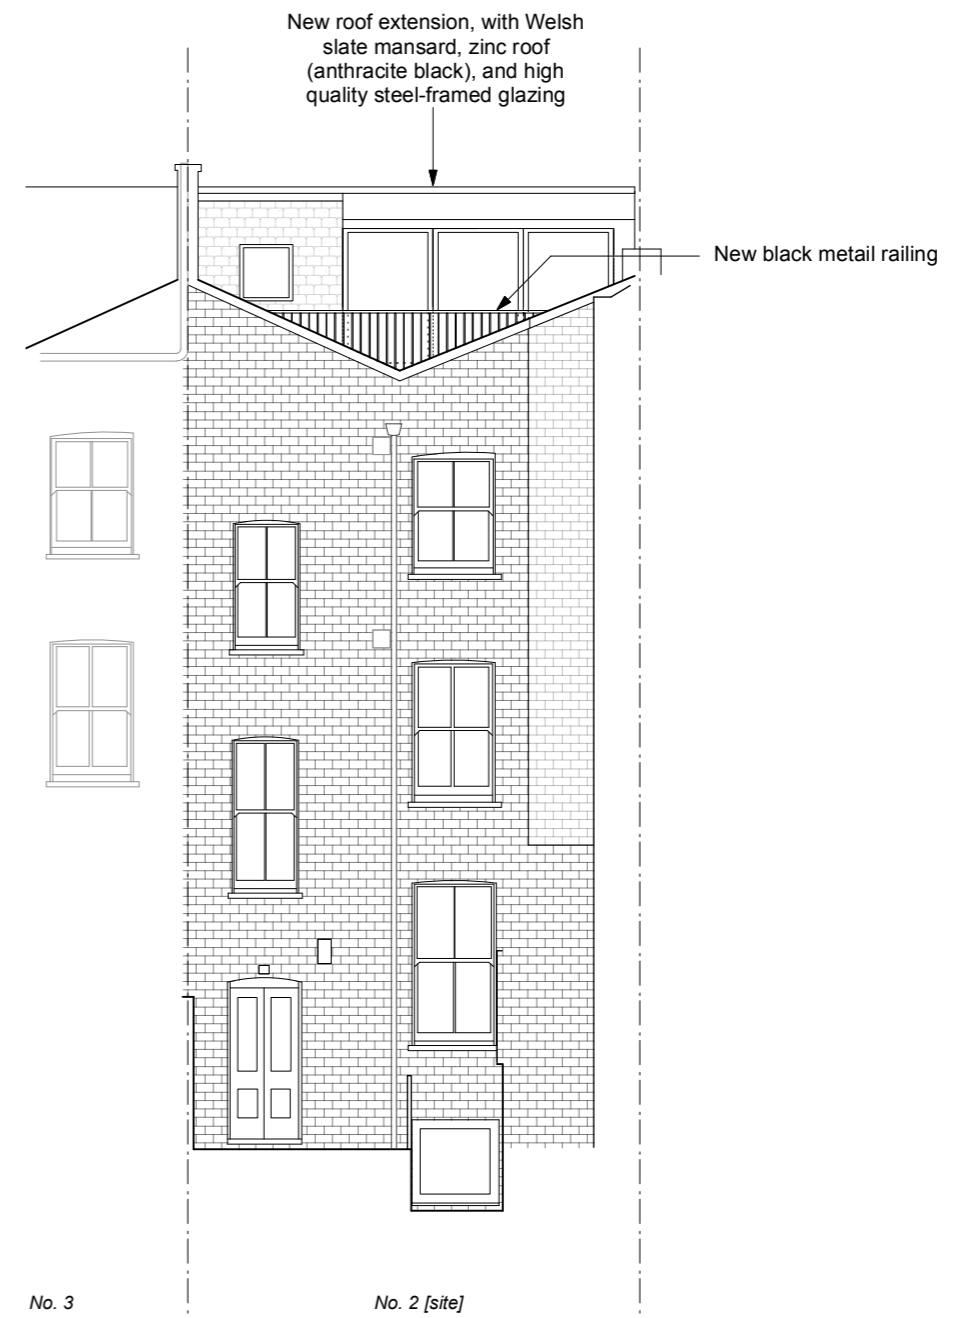 New roof extension, with Welsh
slate mansard, zinc roof
(anthracite black), and high
quality steel-framed glazing
New black metail railing
No. 3
No. 2 [site]